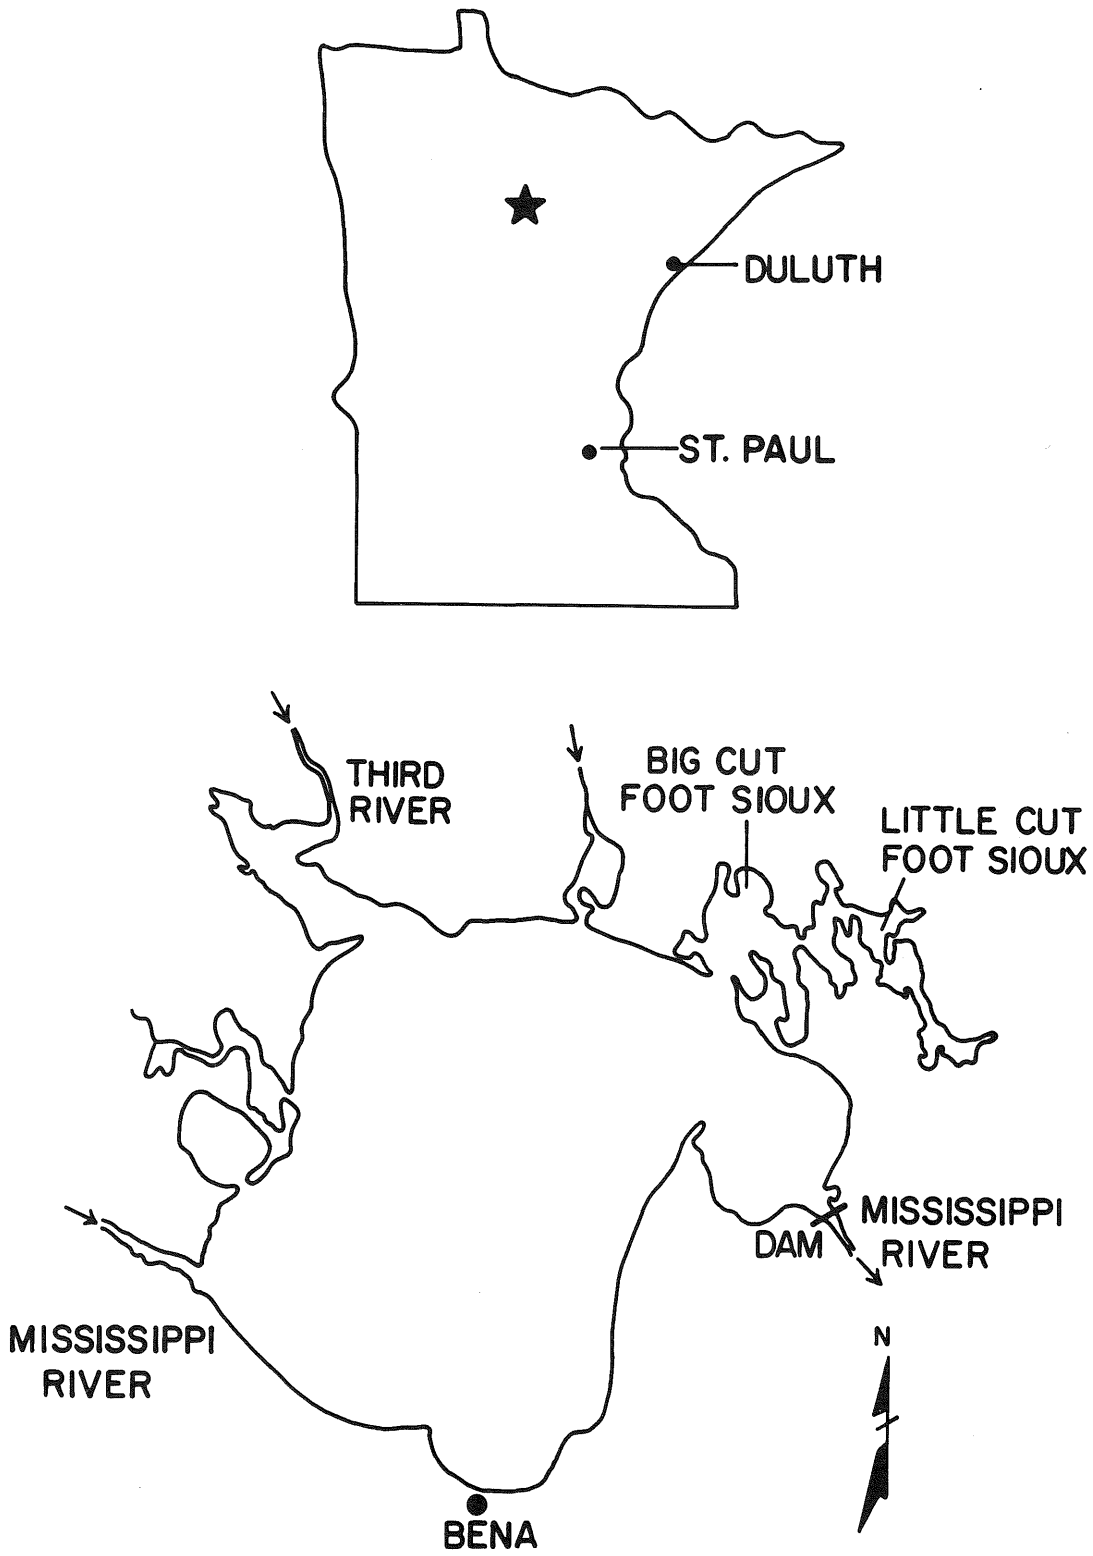 DULUTH
ST. PAUL
THIRD
RIVER
BIG CUT
FOOT SIOUX
LITTLE CUT
FOOT SIOUX
MISSISSIPPI
RIVER
DAM
MISSISSIPPI
RIVER
N
BENA